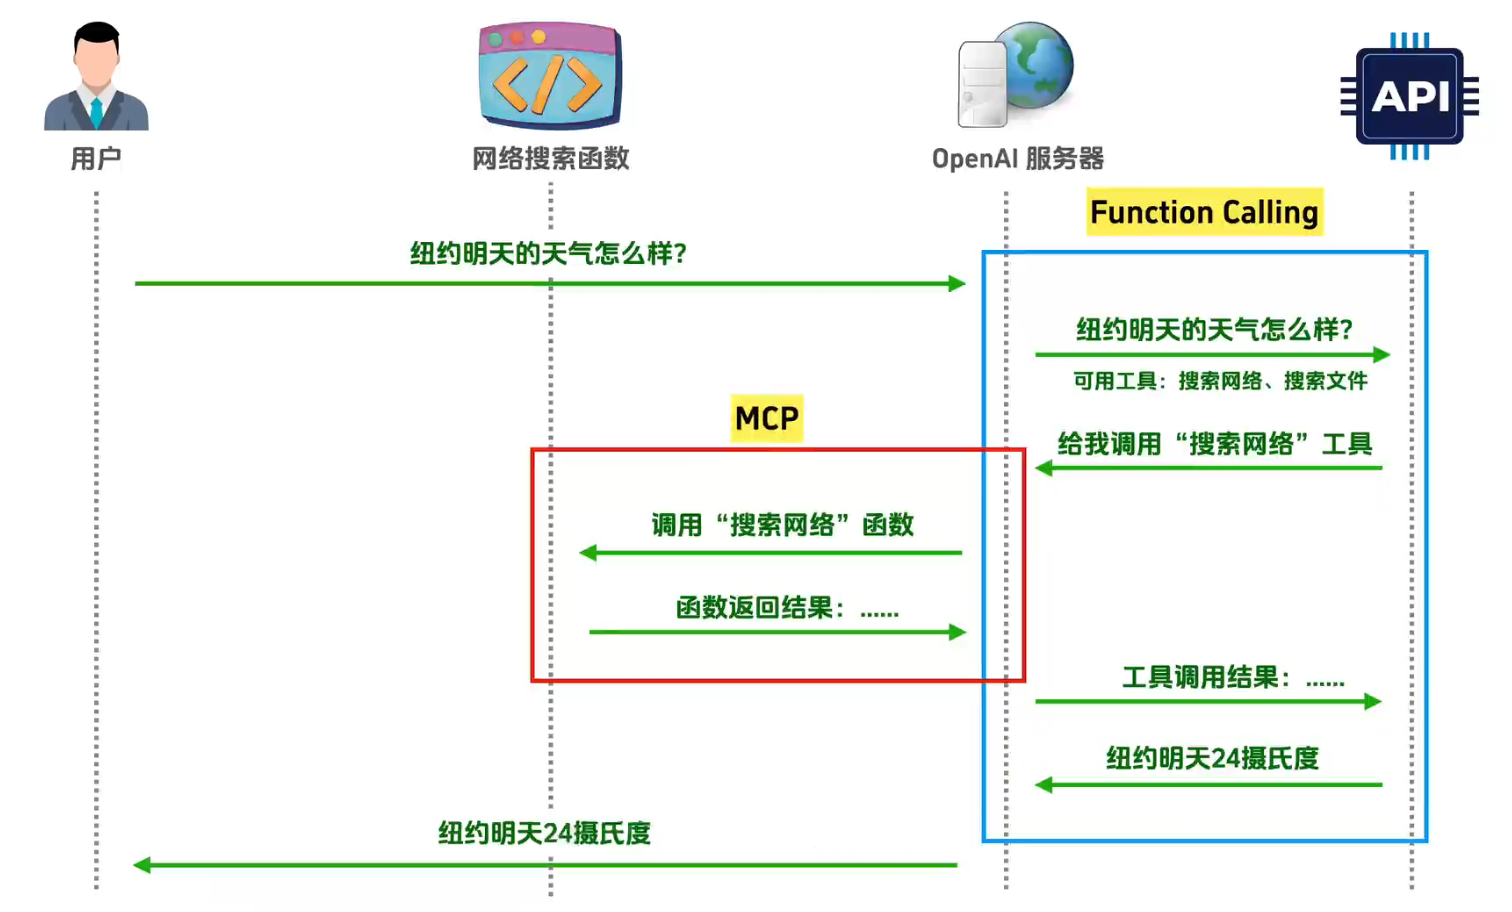 API
用户
网络搜索函数
OpenAI 服务器
Function Calling
纽约明天的天气怎么样?
纽约明天的天气怎么样?
可用工具：搜索网络、搜索文件
MCP
给我调用“搜索网络”工具
调用“搜索网络”函数
函数返回结果：......
工具调用结果：......
纽约明天24摄氏度
纽约明天24摄氏度